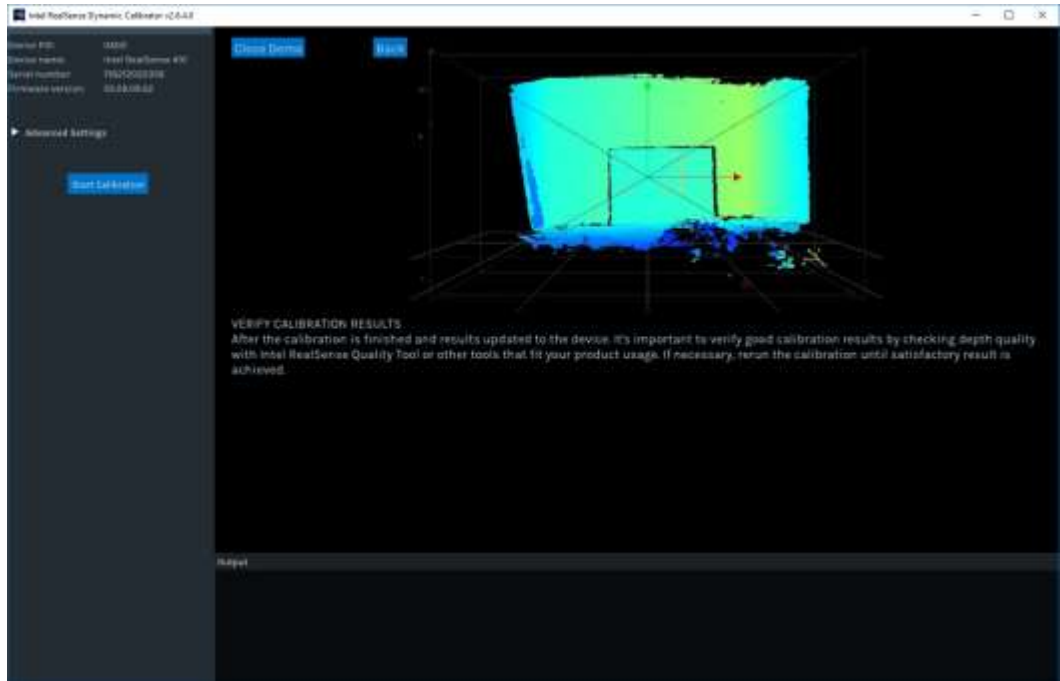 Intel RealSense Dynamic Calibrator v2.6.4.0
Device PID:
Device name: Intel RealSense
Serial number:
Firmware version:
Advanced Settings
Start Calibration
Close Demo
Back
VERIFY CALIBRATION RESULTS
After the calibration is finished and results updated to the device. It's important to verify good calibration results by checking depth quality
with Intel RealSense Quality Tool or other tools that fit your product usage. If necessary, rerun the calibration until satisfactory result is
achieved.
Output